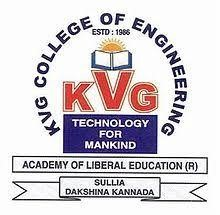 KVG COLLEGE OF ENGINEERING
ESTD : 1986
KVG
TECHNOLOGY
FOR
MANKIND
ACADEMY OF LIBERAL EDUCATION (R)
SULLIA
DAKSHINA KANNADA